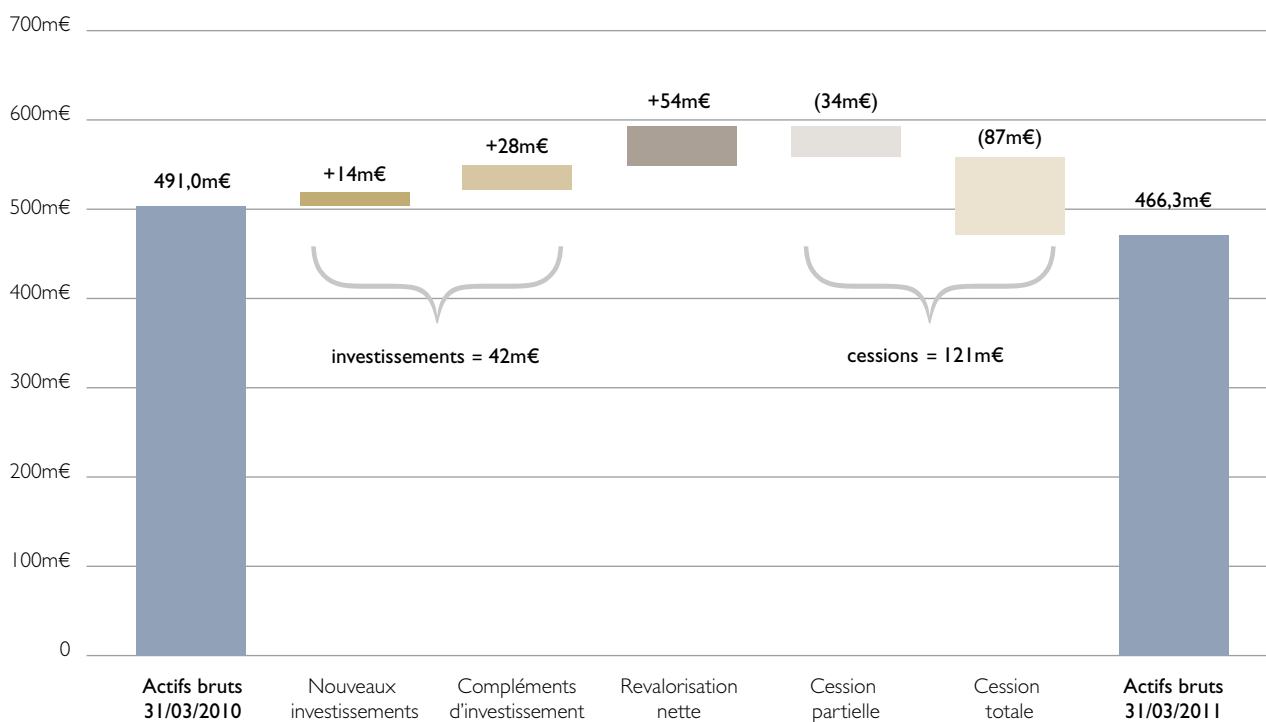 700m€
600m€
500m€
400m€
300m€
200m€
100m€
0
491,0m€
+14m€
+28m€
+54m€
(34m€)
(87m€)
466,3m€
investissements = 42m€
cessions = 121m€
Actifs bruts
31/03/2010
Nouveaux
investissements
Compléments
d'investissement
Revalorisation
nette
Cession
partielle
Cession
totale
Actifs bruts
31/03/2011